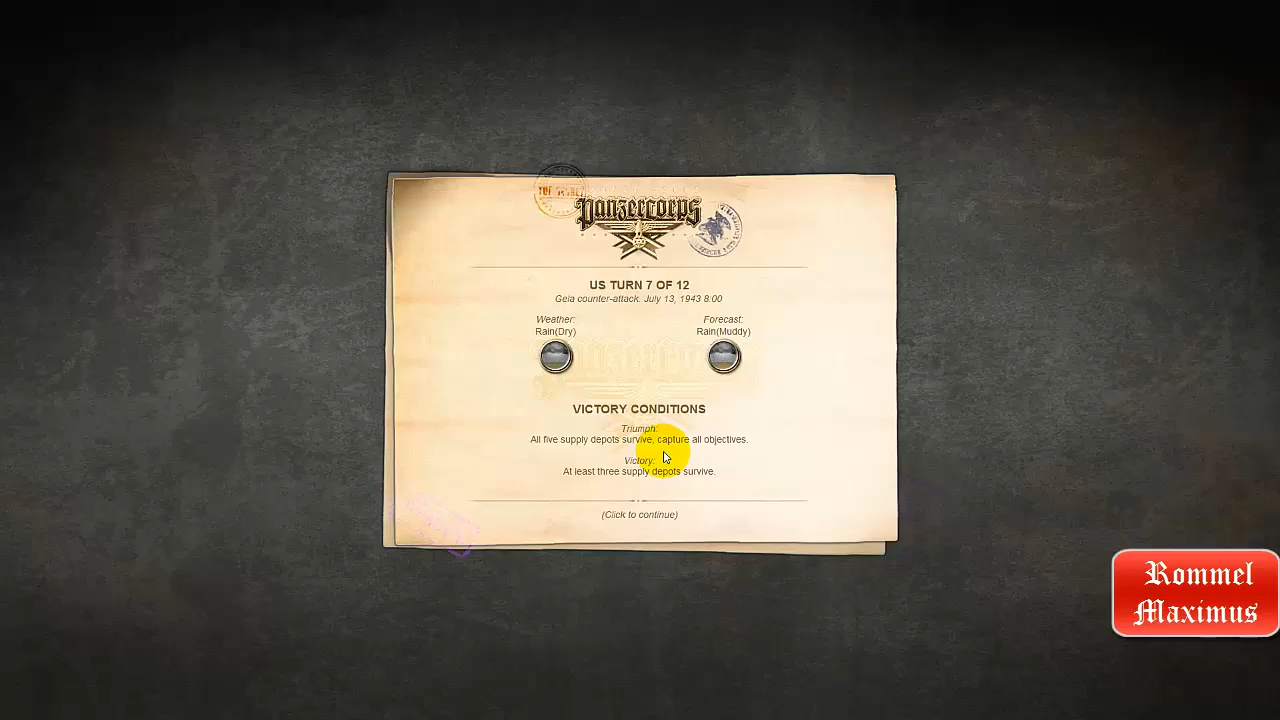 Panzercorps
US TURN 7 OF 12
Gela counter-attack. July 13, 1943 8:00
Weather: Forecast:
Rain(Dry) Rain(Muddy)
VICTORY CONDITIONS
Triumph:
All five supply depots survive, capture all objectives.
Victory:
At least three supply depots survive.
(Click to continue)
Rommel
Maximus